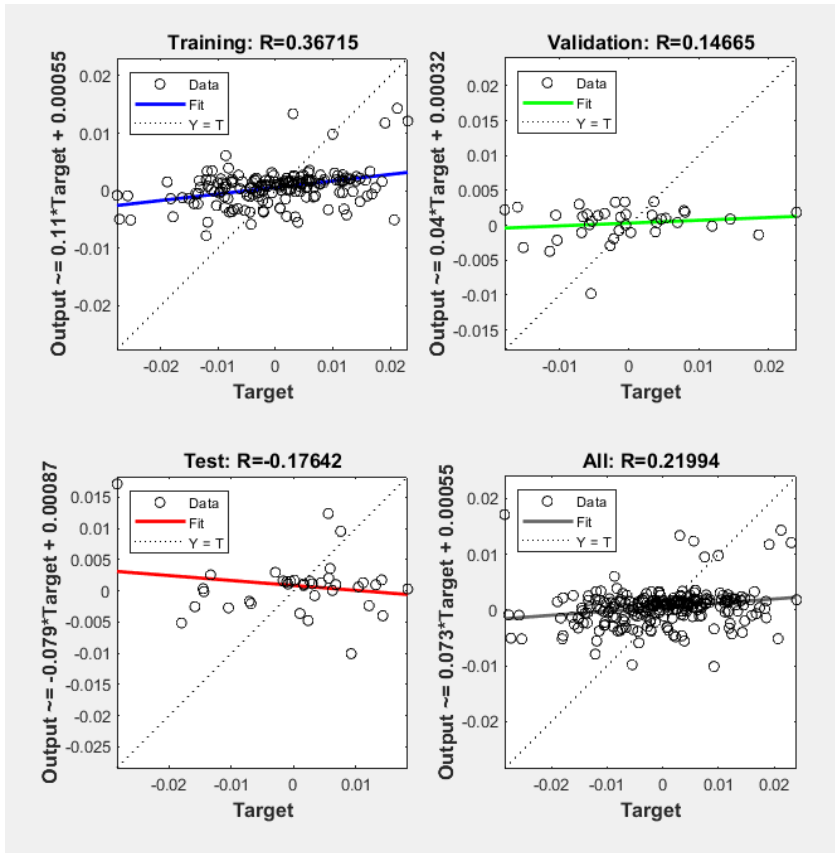 Training: R=0.36715
Output ~= 0.11*Target + 0.00055
0.02
0.01
0
-0.01
-0.02
Data
Fit
Y = T
-0.02 -0.01 0 0.01 0.02
Target
Validation: R=0.14665
Output ~= 0.04*Target + 0.00032
0.02
0.015
0.01
0.005
0
-0.005
-0.01
-0.015
Data
Fit
Y = T
-0.01 0 0.01 0.02
Target
Test: R=-0.17642
Output ~= -0.079*Target + 0.00087
0.015
0.01
0.005
0
-0.005
-0.01
-0.015
-0.02
-0.025
Data
Fit
Y = T
-0.02 -0.01 0 0.01
Target
All: R=0.21994
Output ~= 0.073*Target + 0.00055
0.02
0.01
0
-0.01
-0.02
Data
Fit
Y = T
-0.02 -0.01 0 0.01 0.02
Target